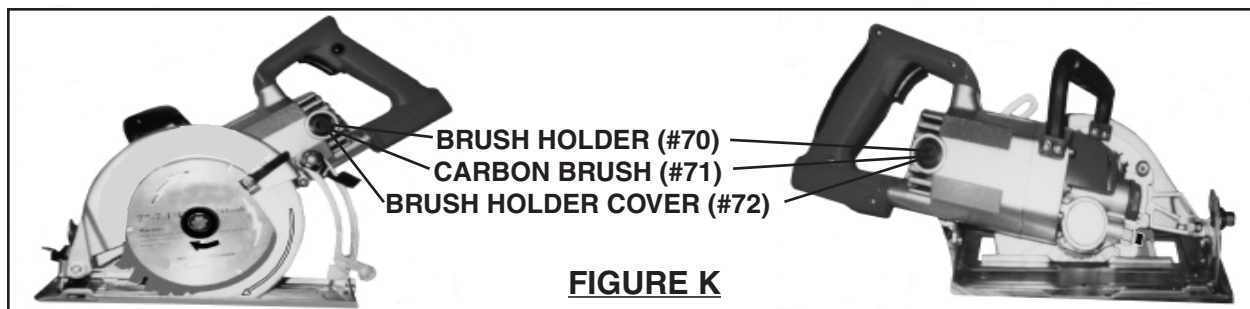 BRUSH HOLDER (#70)
CARBON BRUSH (#71)
BRUSH HOLDER COVER (#72)
FIGURE K